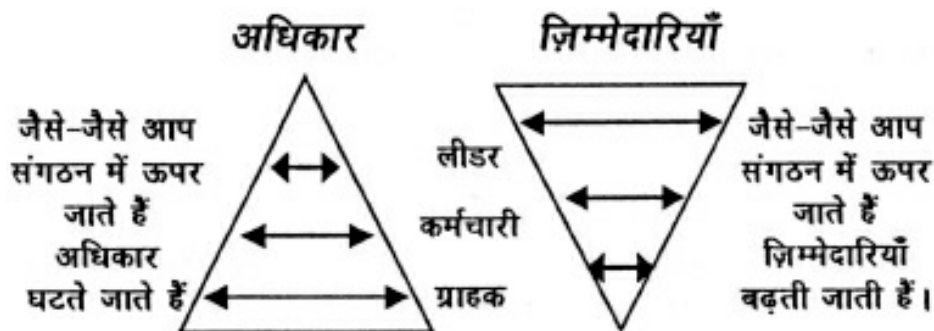 अधिकार
ज़िम्मेदारियाँ
जैसे-जैसे आप
संगठन में ऊपर
जाते हैं
अधिकार
घटते जाते हैं
लीडर
कर्मचारी
ग्राहक
जैसे-जैसे आप
संगठन में ऊपर
जाते हैं
ज़िम्मेदारियाँ
बढ़ती जाती हैं।